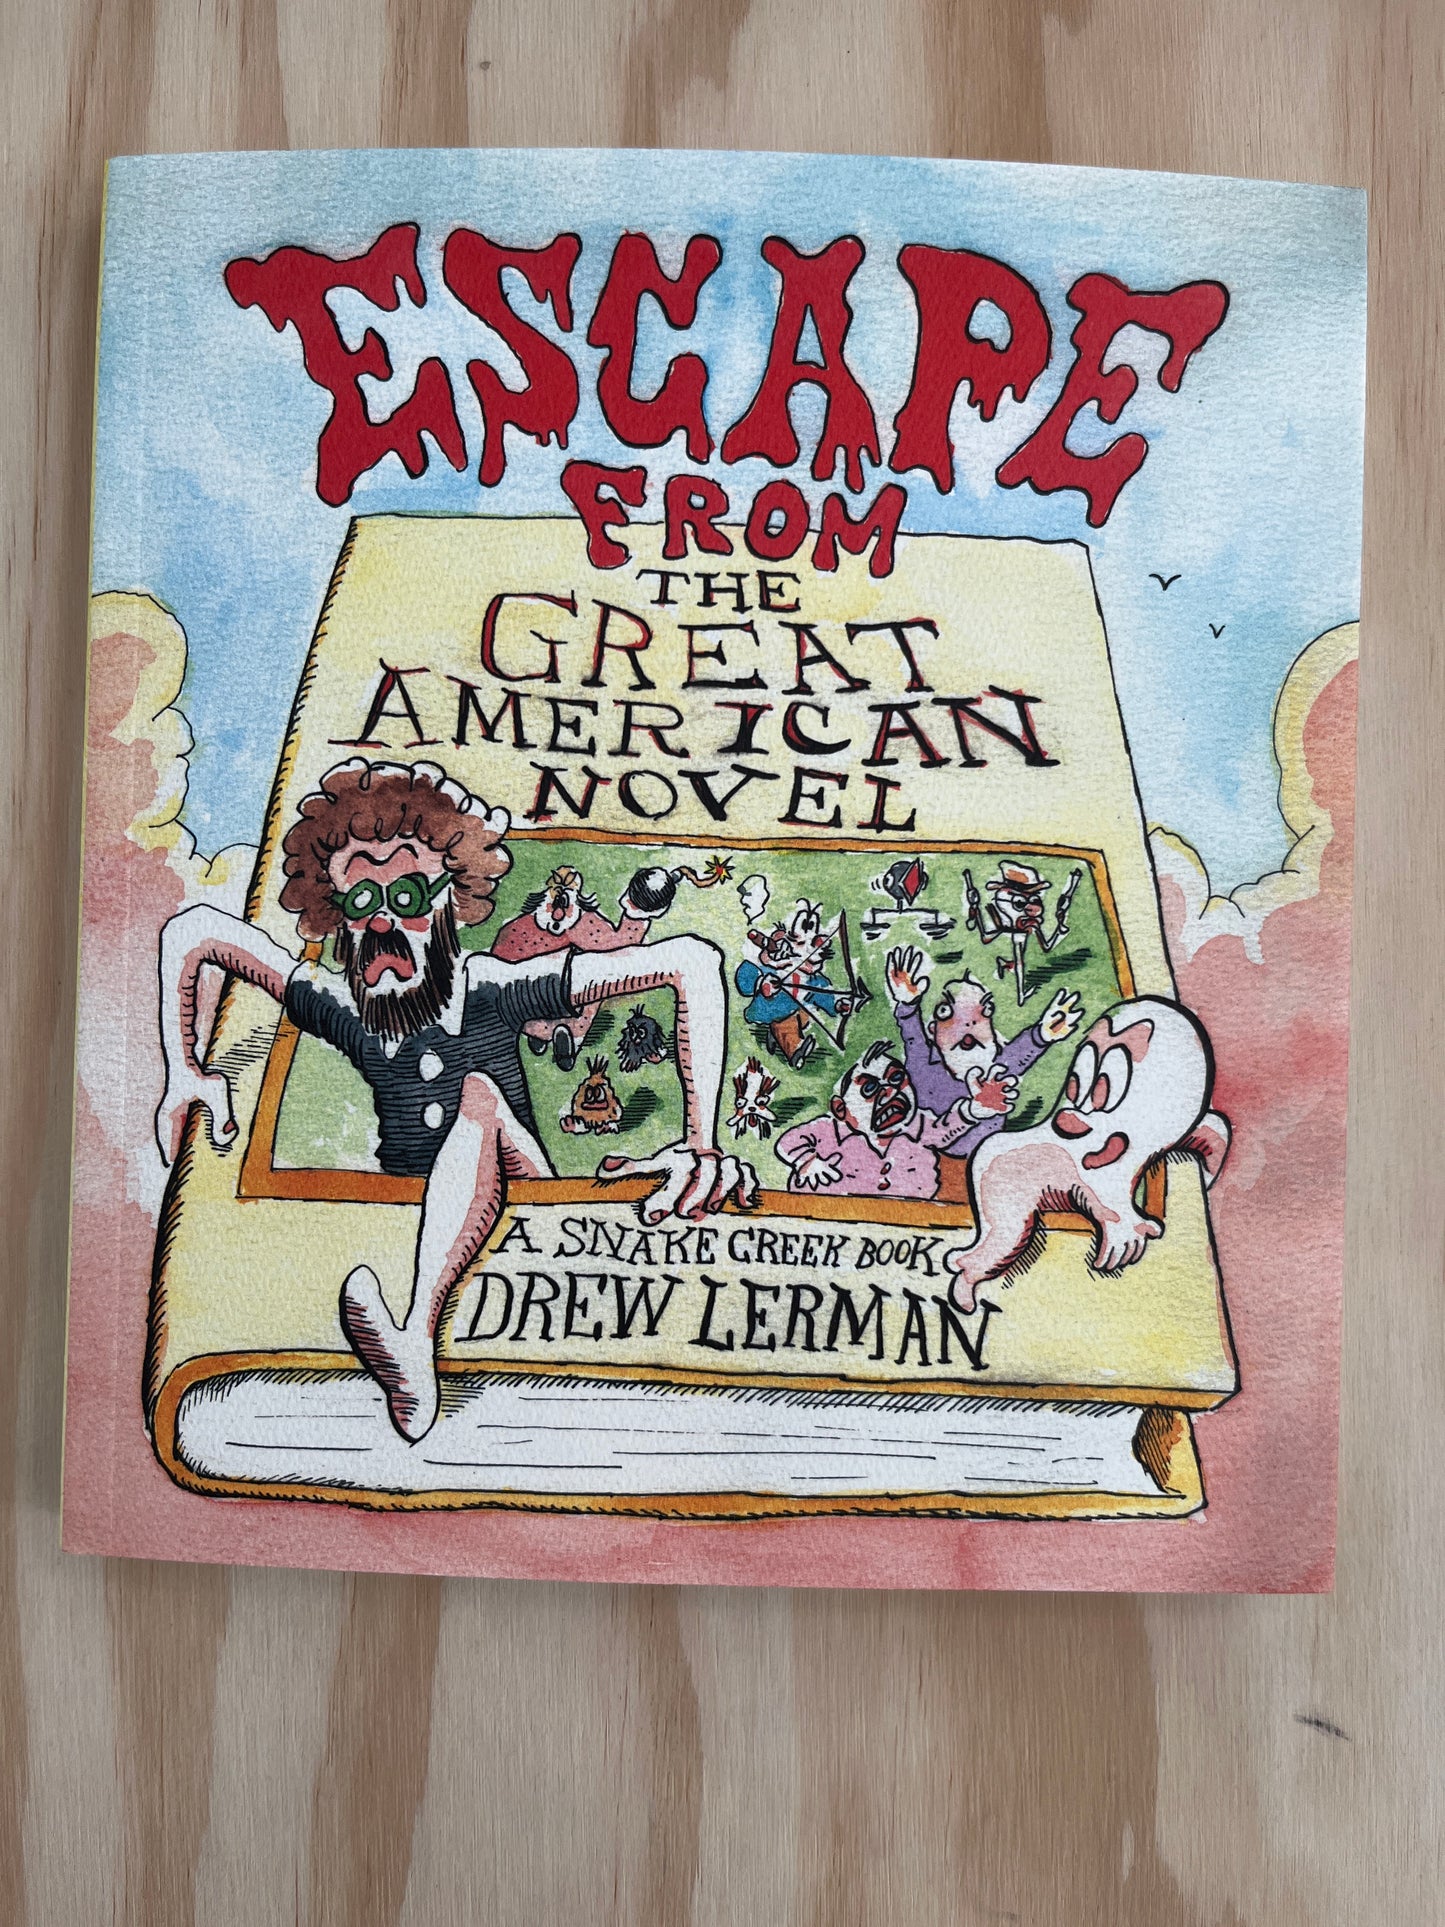 ESCAPE
FROM
THE
GREAT
AMERICAN
NOVEL
A SNAKE CREEK BOOK
DREW LERMAN